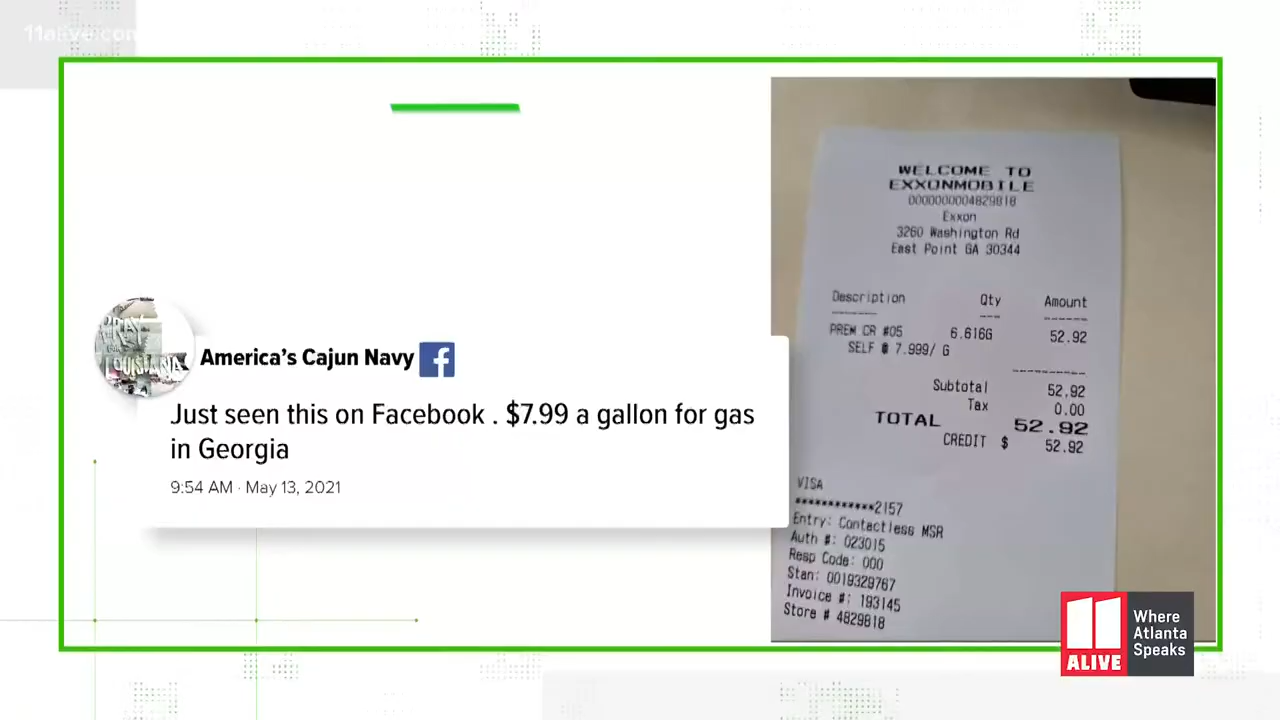 11alive.com
America's Cajun Navy
Just seen this on Facebook . $7.99 a gallon for gas
in Georgia
9:54 AM · May 13, 2021
WELCOME TO
EXXONMOBILE
0000000004829818
Exxon
3260 Washington Rd
East Point GA 30344
Description Qty Amount
PREM CR #05 6.616G 52.92
SELF @ 7.999/ G
Subtotal 52.92
Tax 0.00
TOTAL 52.92
CREDIT $ 52.92
VISA
************2157
Entry: Contactless MSR
Auth #: 023015
Resp Code: 000
Stan: 0019329767
Invoice #: 193145
Store # 4829818
11 ALIVE
Where
Atlanta
Speaks